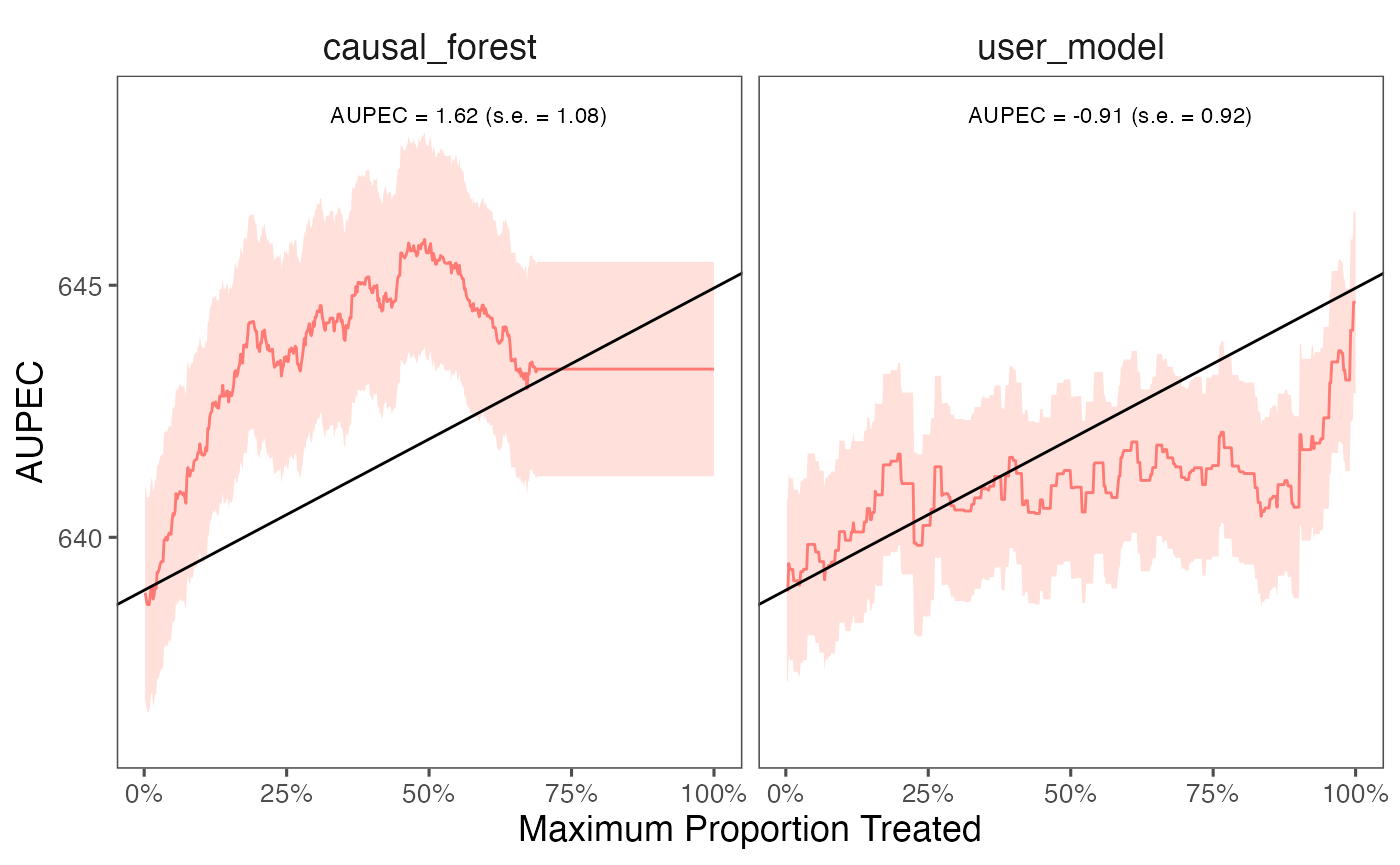 causal_forest
user_model
AUPEC = 1.62 (s.e. = 1.08)
AUPEC = -0.91 (s.e. = 0.92)
AUPEC
645
640
0% 25% 50% 75% 100%
0% 25% 50% 75% 100%
Maximum Proportion Treated